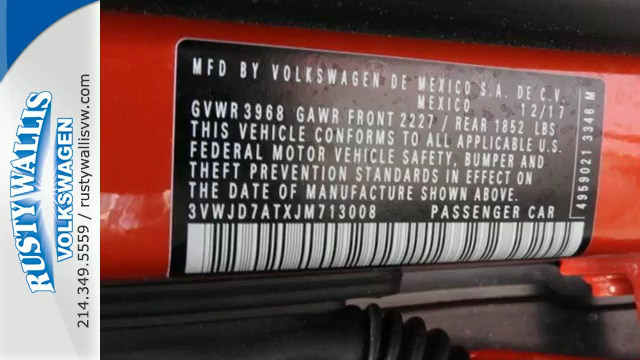 RUSTY WALLIS
VOLKSWAGEN
214.349.5559 / rustywallisvw.com
MFD BY VOLKSWAGEN DE MEXICO S.A. DE C.V.
MEXICO 12/17
GVWR 3968 GAWR FRONT 2227 / REAR 1852 LBS
THIS VEHICLE CONFORMS TO ALL APPLICABLE U.S.
FEDERAL MOTOR VEHICLE SAFETY, BUMPER AND
THEFT PREVENTION STANDARDS IN EFFECT ON
THE DATE OF MANUFACTURE SHOWN ABOVE.
3VWJD7ATXJM713008 PASSENGER CAR
4959021 3346 M